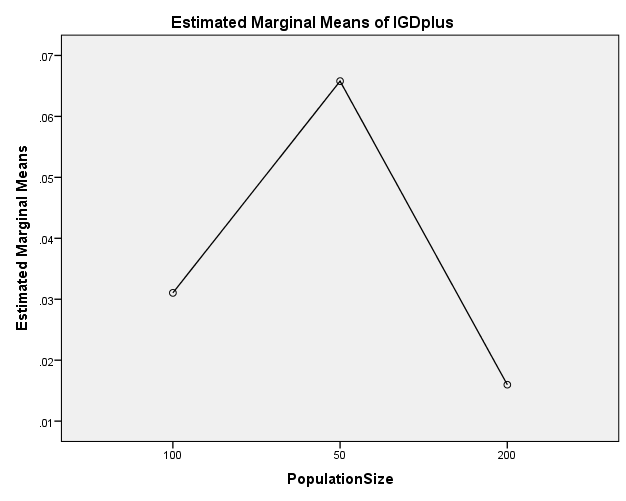 Estimated Marginal Means of IGDplus
.07
.06
.05
.04
.03
.02
.01
Estimated Marginal Means
100 50 200
PopulationSize